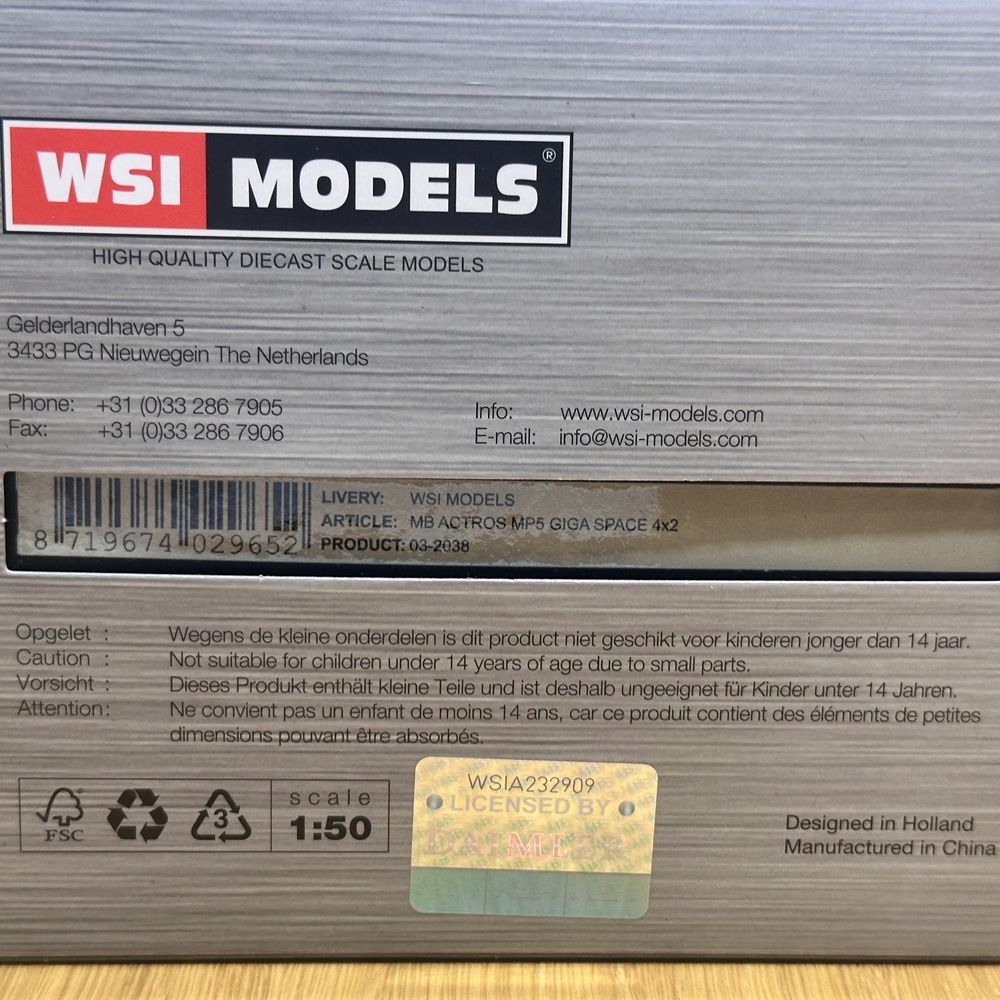 WSI MODELS ®
HIGH QUALITY DIECAST SCALE MODELS
Gelderlandhaven 5
3433 PG Nieuwegein The Netherlands
Phone: +31 (0)33 286 7905
Fax: +31 (0)33 286 7906
Info: www.wsi-models.com
E-mail: info@wsi-models.com
LIVERY: WSI MODELS
ARTICLE: MB ACTROS MP5 GIGA SPACE 4x2
PRODUCT: 03-2038
8 719674 029652
Opgelet : Wegens de kleine onderdelen is dit product niet geschikt voor kinderen jonger dan 14 jaar.
Caution : Not suitable for children under 14 years of age due to small parts.
Vorsicht : Dieses Produkt enthält kleine Teile und ist deshalb ungeeignet für Kinder unter 14 Jahren.
Attention: Ne convient pas un enfant de moins 14 ans, car ce produit contient des éléments de petites
dimensions pouvant être absorbés.
FSC
3
scale
1:50
WSIA232909
LICENSED BY
DAIMLER
Designed in Holland
Manufactured in China